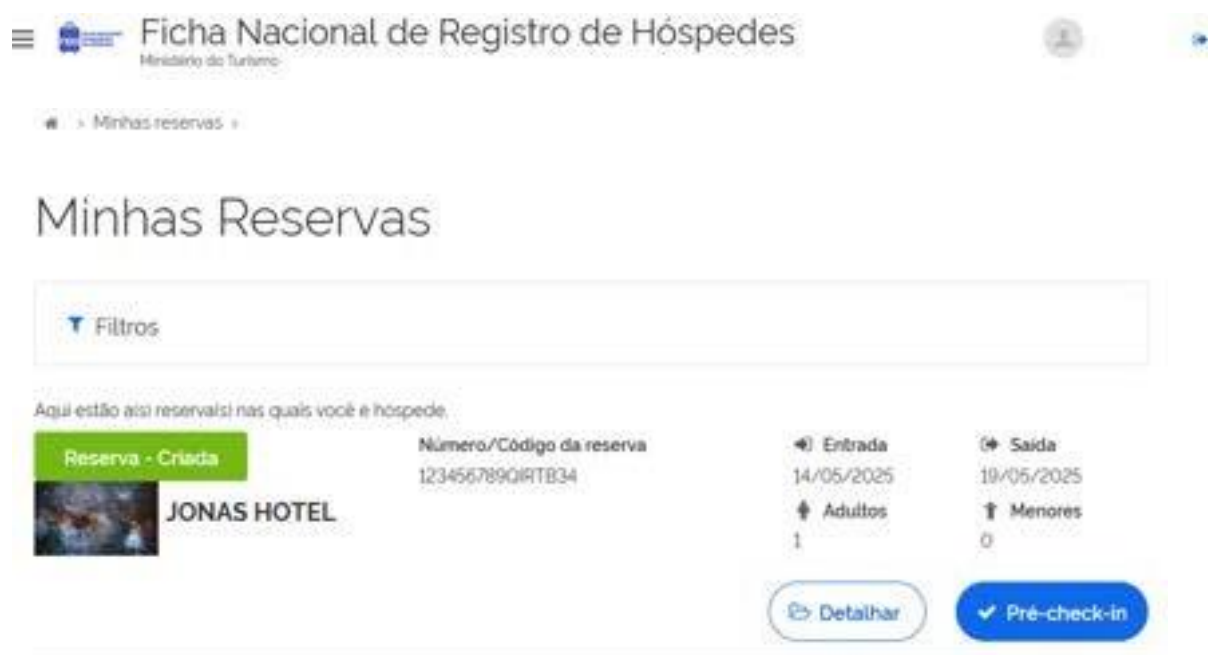 Ficha Nacional de Registro de Hóspedes
Ministério do Turismo
Minhas reservas
Minhas Reservas
Filtros
Aqui estão a(s) reserva(s) nas quais você é hóspede.
Reserva - Criada
JONAS HOTEL
Número/Código da reserva
Entrada
14/05/2025
Saída
19/05/2025
Adultos
1
Menores
0
Detalhar
Pré-check-in